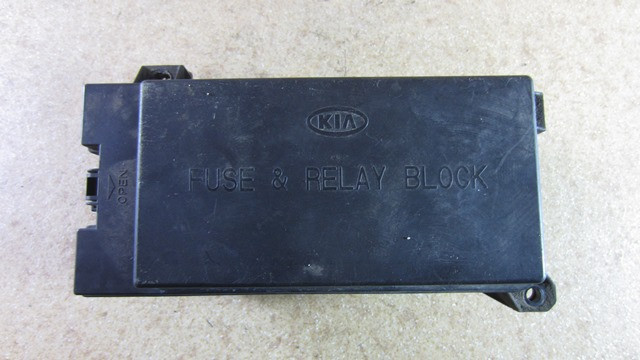 KIA
FUSE & RELAY BLOCK
OPEN